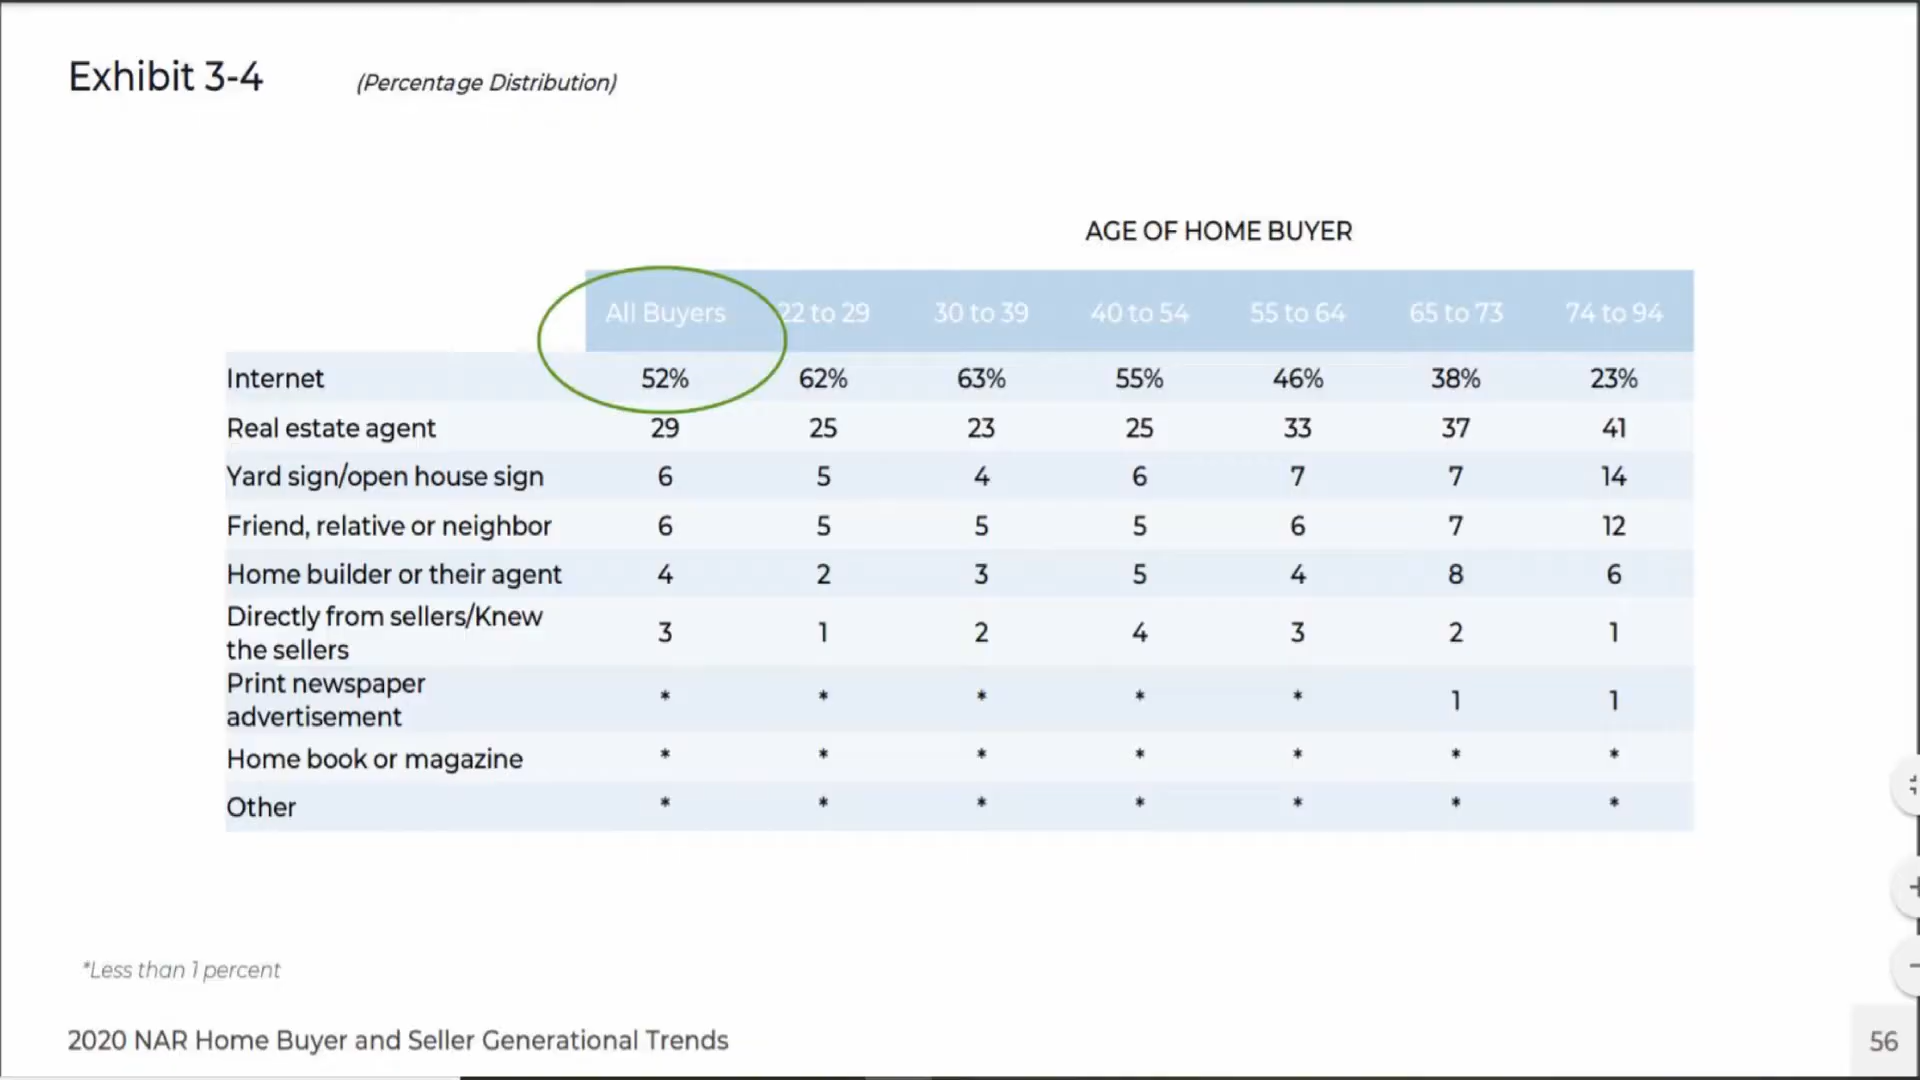 Exhibit 3-4 (Percentage Distribution)
AGE OF HOME BUYER
All Buyers 22 to 29 30 to 39 40 to 54 55 to 64 65 to 73 74 to 94
Internet 52% 62% 63% 55% 46% 38% 23%
Real estate agent 29 25 23 25 33 37 41
Yard sign/open house sign 6 5 4 6 7 7 14
Friend, relative or neighbor 6 5 5 5 6 7 12
Home builder or their agent 4 2 3 5 4 8 6
Directly from sellers/Knew
the sellers 3 1 2 4 3 2 1
Print newspaper
advertisement * * * * * 1 1
Home book or magazine * * * * * * *
Other * * * * * * *
*Less than 1 percent
2020 NAR Home Buyer and Seller Generational Trends 56